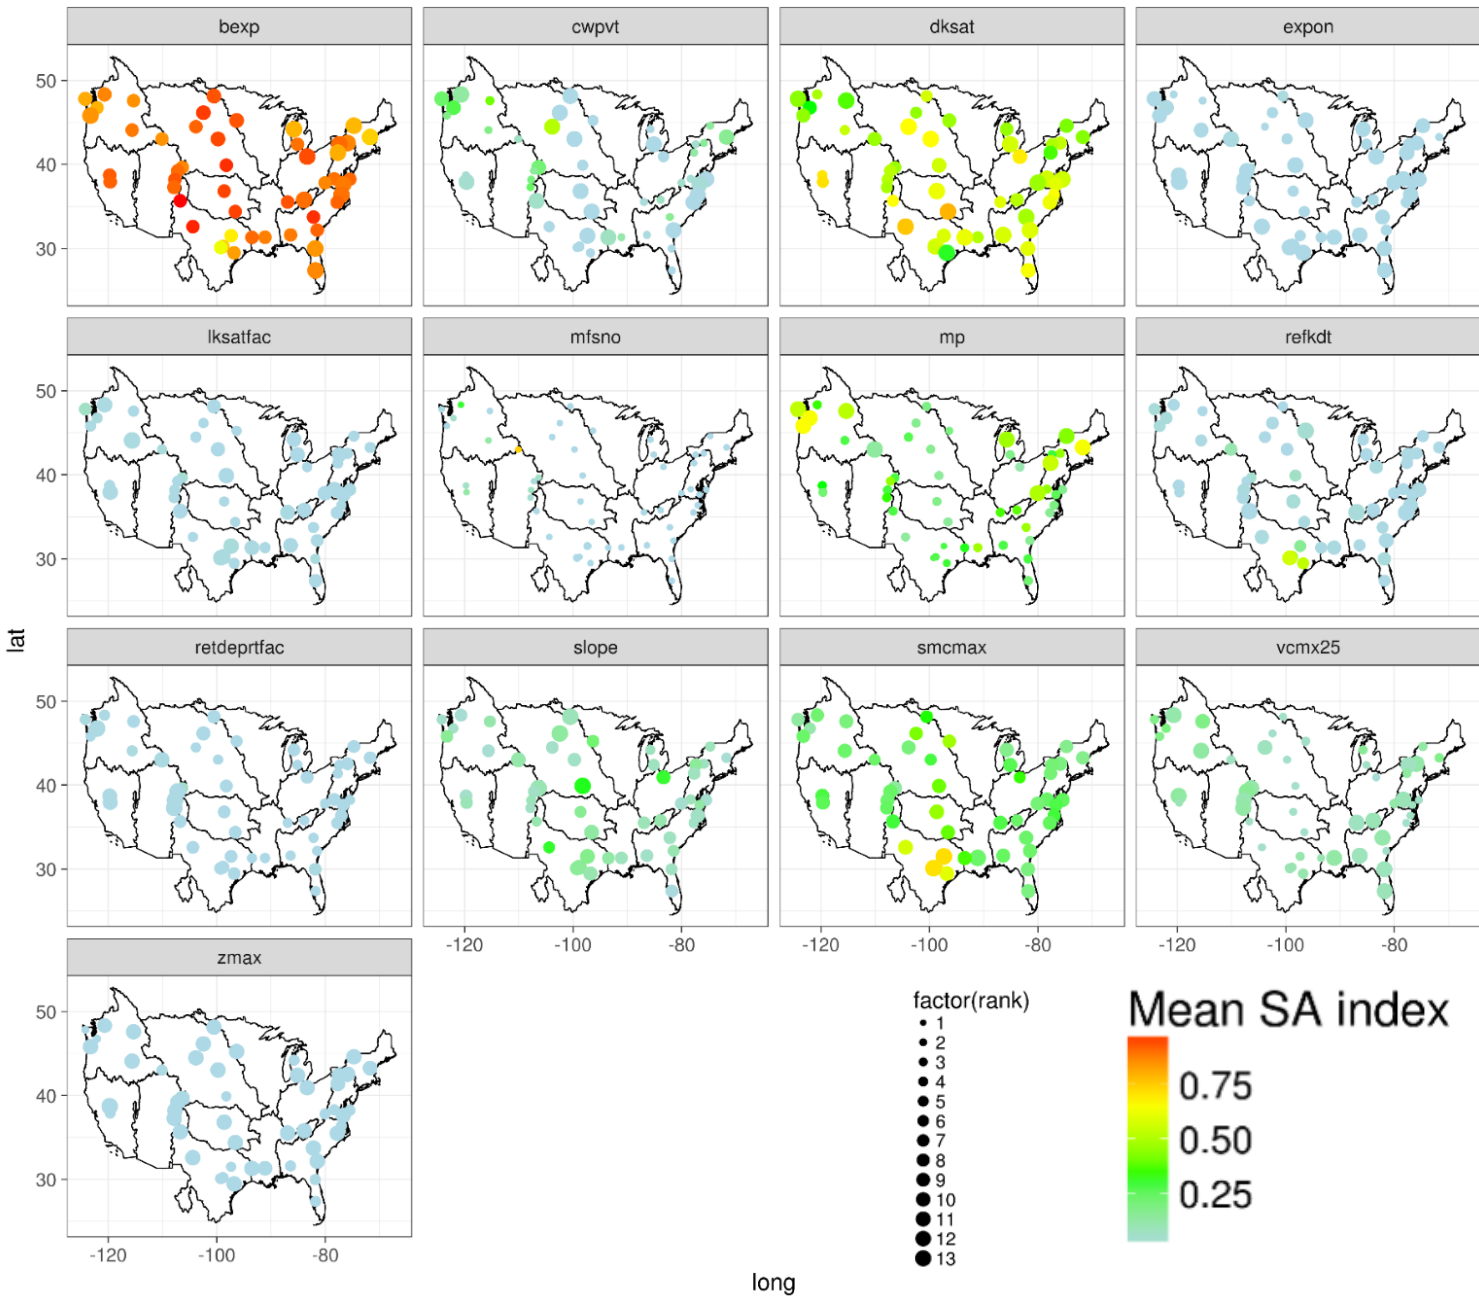 bexp cwpvt dksat expon
50
40
30
lksatfac mfsno mp refkdt
50
40
30
lat
retdeprtfac slope smcmax vcmx25
50
40
30
-120 -100 -80 -120 -100 -80 -120 -100 -80
zmax
50
40
30
-120 -100 -80
long
factor(rank)
1
2
3
4
5
6
7
8
9
10
11
12
13
Mean SA index
0.75
0.50
0.25